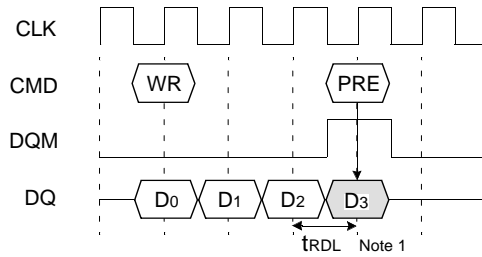 CLK
CMD WR PRE
DQM
DQ D0 D1 D2 D3
tRDL Note 1